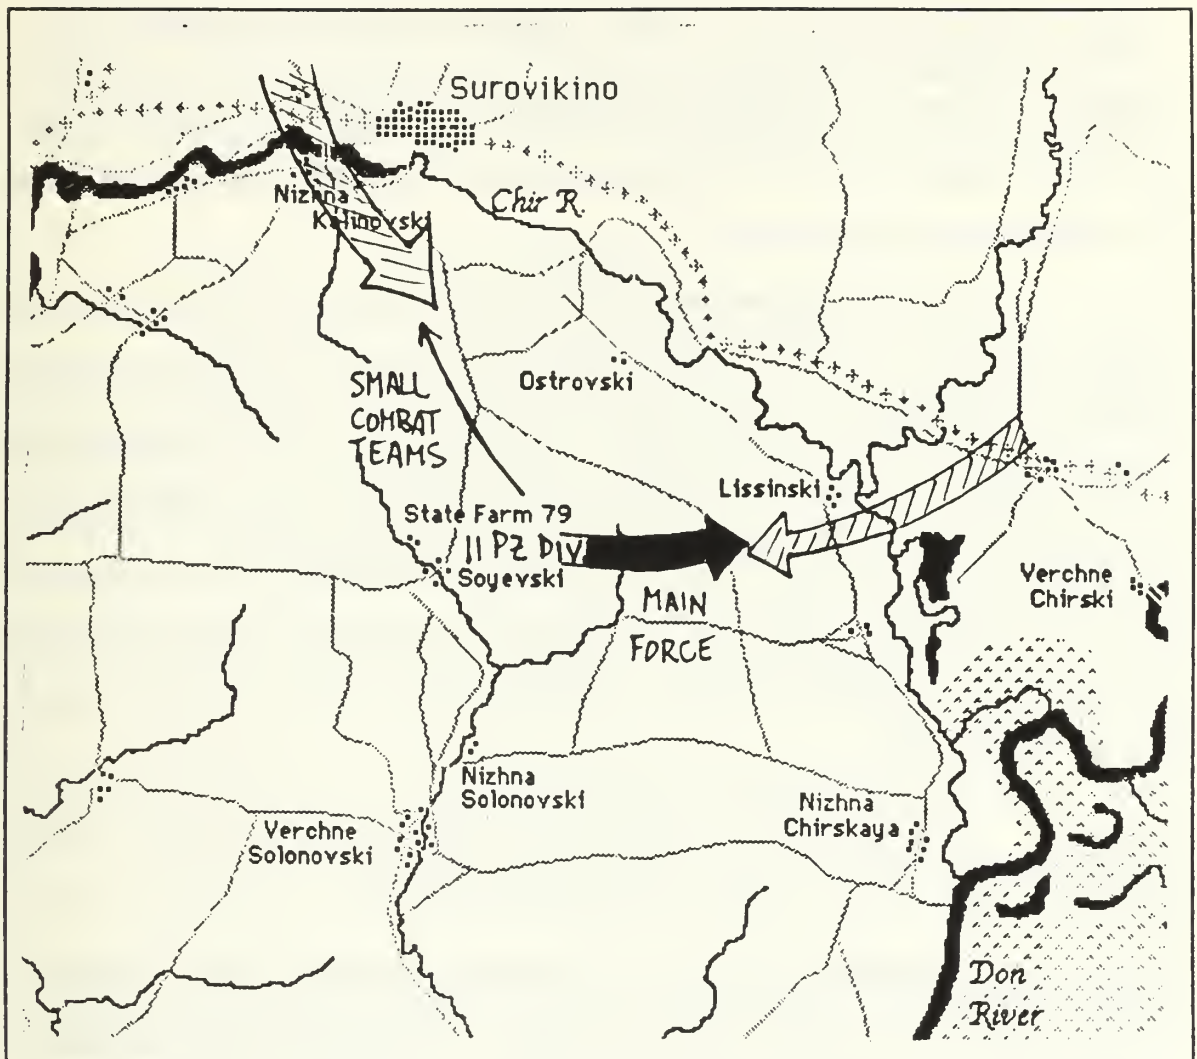 Surovikino
Chir R.
Nizhna
Kalinovski
SMALL
COMBAT
TEAMS
Ostrovski
Lissinski
State Farm 79
11 PZ DIV
Soyevski
MAIN
FORCE
Verchne
Chirski
Nizhna
Solonovski
Nizhna
Chirskaya
Verchne
Solonovski
Don
River